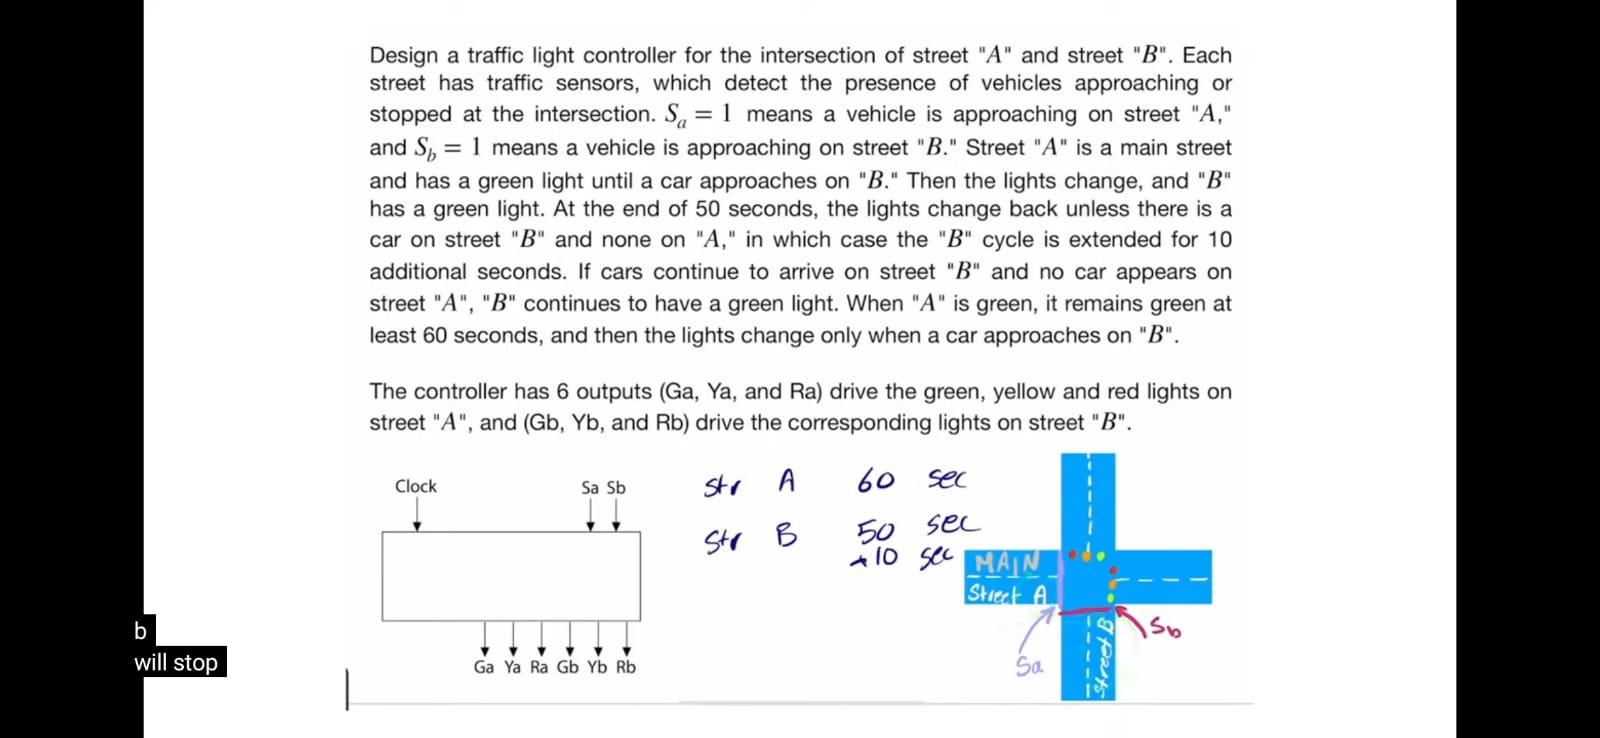 Design a traffic light controller for the intersection of street "A" and street "B". Each
street has traffic sensors, which detect the presence of vehicles approaching or
stopped at the intersection. Sₐ = 1 means a vehicle is approaching on street "A,"
and S_b = 1 means a vehicle is approaching on street "B." Street "A" is a main street
and has a green light until a car approaches on "B." Then the lights change, and "B"
has a green light. At the end of 50 seconds, the lights change back unless there is a
car on street "B" and none on "A," in which case the "B" cycle is extended for 10
additional seconds. If cars continue to arrive on street "B" and no car appears on
street "A", "B" continues to have a green light. When "A" is green, it remains green at
least 60 seconds, and then the lights change only when a car approaches on "B".
The controller has 6 outputs (Ga, Ya, and Ra) drive the green, yellow and red lights on
street "A", and (Gb, Yb, and Rb) drive the corresponding lights on street "B".
Clock
Sa Sb
Ga Ya Ra Gb Yb Rb
Str A 60 sec
Str B 50 sec
+10 sec
MAIN
Street A
Street B
Sa
Sb
b
will stop